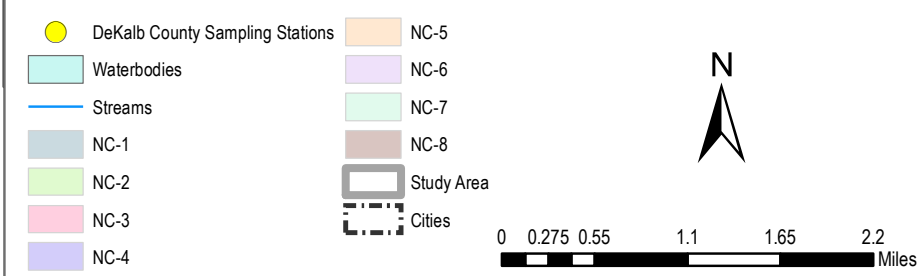 DeKalb County Sampling Stations
Waterbodies
Streams
NC-1
NC-2
NC-3
NC-4
NC-5
NC-6
NC-7
NC-8
Study Area
Cities
N
0 0.275 0.55 1.1 1.65 2.2
Miles